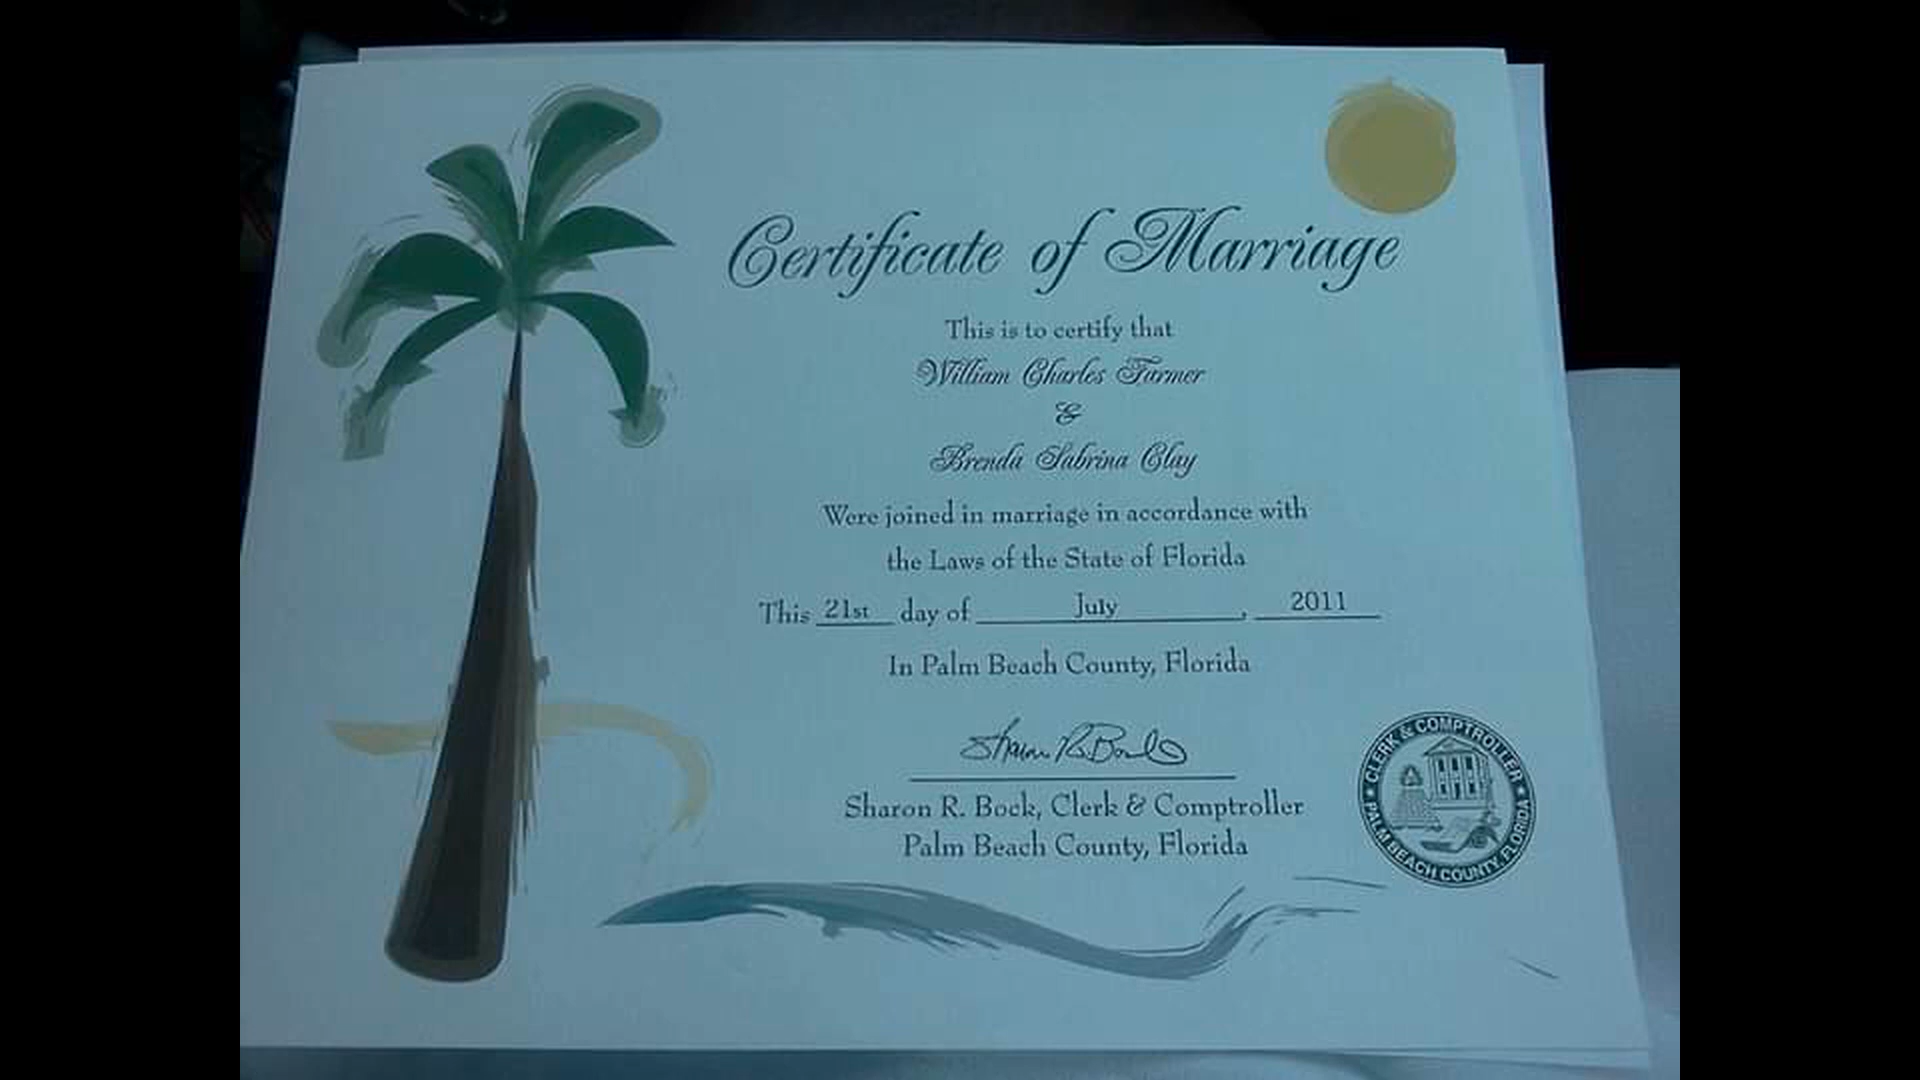 Certificate of Marriage
This is to certify that
William Charles Farmer
&
Brenda Sabrina Clay
Were joined in marriage in accordance with
the Laws of the State of Florida
This 21st day of July, 2011
In Palm Beach County, Florida
Sharon R. Bock
Sharon R. Bock, Clerk & Comptroller
Palm Beach County, Florida
CLERK & COMPTROLLER
PALM BEACH COUNTY, FLORIDA